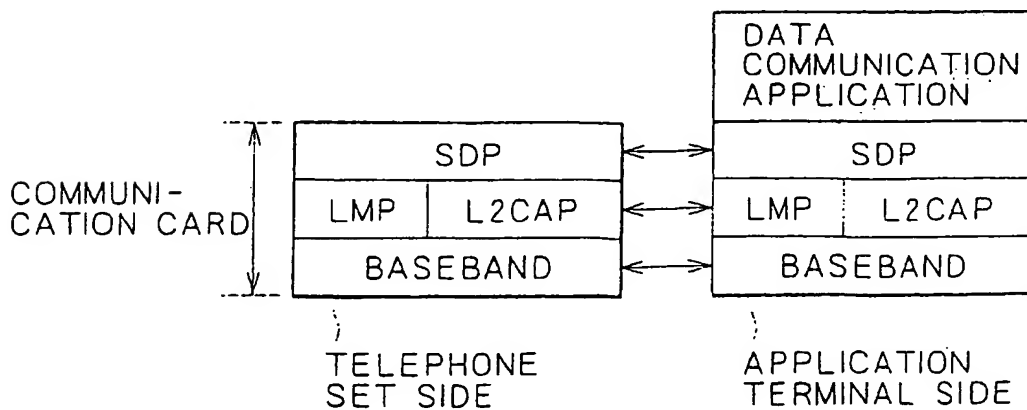 DATA
COMMUNICATION
APPLICATION
SDP
SDP
COMMUNI-
CATION CARD
LMP
L2CAP
LMP
L2CAP
BASEBAND
BASEBAND
TELEPHONE
SET SIDE
APPLICATION
TERMINAL SIDE